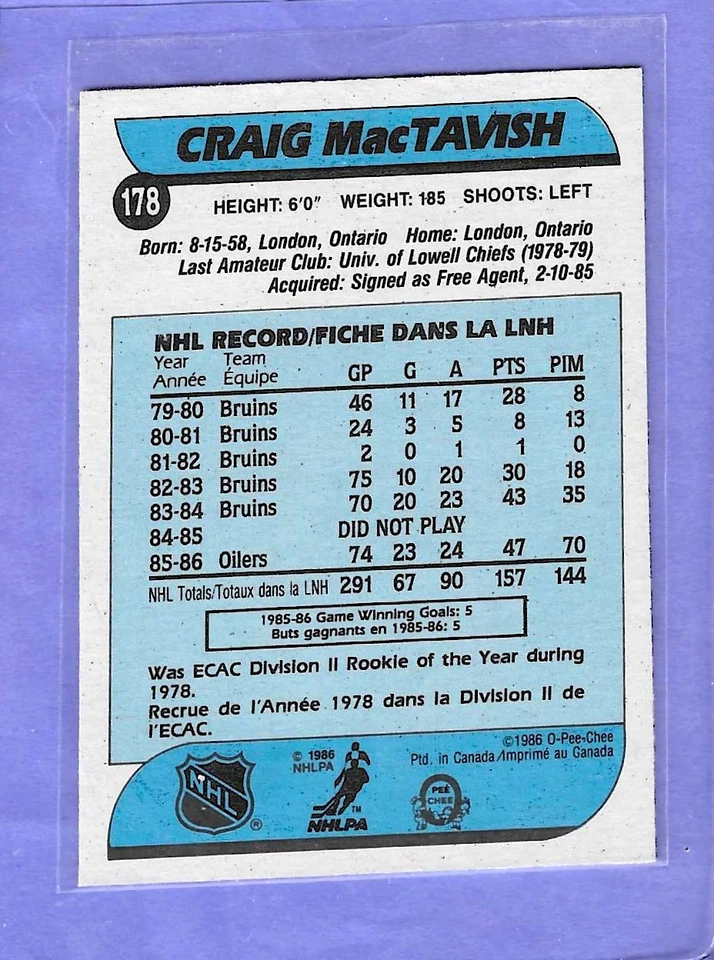 CRAIG MacTAVISH
178
HEIGHT: 6'0" WEIGHT: 185 SHOOTS: LEFT
Born: 8-15-58, London, Ontario Home: London, Ontario
Last Amateur Club: Univ. of Lowell Chiefs (1978-79)
Acquired: Signed as Free Agent, 2-10-85
NHL RECORD/FICHE DANS LA LNH
Year Team
Année Équipe GP G A PTS PIM
79-80 Bruins 46 11 17 28 8
80-81 Bruins 24 3 5 8 13
81-82 Bruins 2 0 1 1 0
82-83 Bruins 75 10 20 30 18
83-84 Bruins 70 20 23 43 35
84-85 DID NOT PLAY
85-86 Oilers 74 23 24 47 70
NHL Totals/Totaux dans la LNH 291 67 90 157 144
1985-86 Game Winning Goals: 5
Buts gagnants en 1985-86: 5
Was ECAC Division II Rookie of the Year during
1978.
Recrue de l'Année 1978 dans la Division II de
l'ECAC.
©1986 O-Pee-Chee
Ptd. in Canada/Imprimé au Canada
© 1986
NHLPA
NHL ®
NHLPA TM
PEE
CHEE